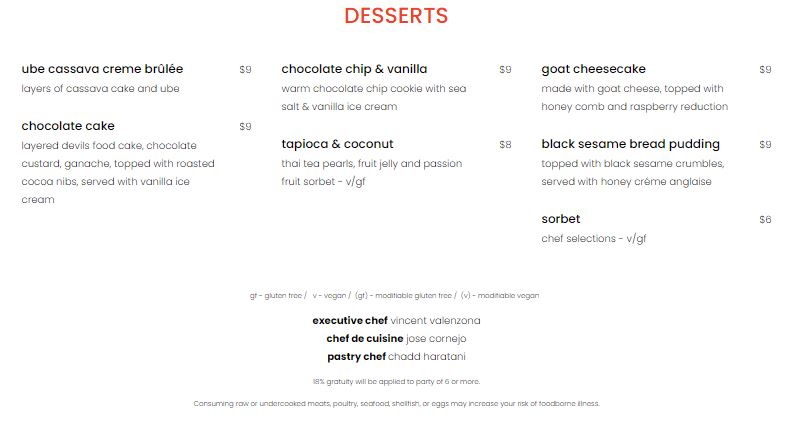 DESSERTS
ube cassava creme brûlée $9
layers of cassava cake and ube
chocolate cake $9
layered devils food cake, chocolate
custard, ganache, topped with roasted
cocoa nibs, served with vanilla ice
cream
chocolate chip & vanilla $9
warm chocolate chip cookie with sea
salt & vanilla ice cream
tapioca & coconut $8
thai tea pearls, fruit jelly and passion
fruit sorbet - v/gf
goat cheesecake $9
made with goat cheese, topped with
honey comb and raspberry reduction
black sesame bread pudding $9
topped with black sesame crumbles,
served with honey créme anglaise
sorbet $6
chef selections - v/gf
gf - gluten free / v - vegan / (gf) - modifiable gluten free / (v) - modifiable vegan
executive chef vincent valenzona
chef de cuisine jose cornejo
pastry chef chadd haratani
18% gratuity will be applied to party of 6 or more.
Consuming raw or undercooked meats, poultry, seafood, shellfish, or eggs may increase your risk of foodborne illness.